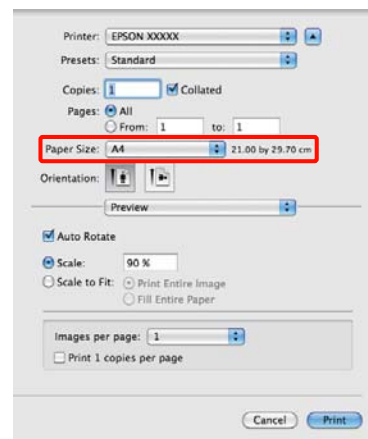 Printer: EPSON XXXXX
Presets: Standard
Copies: 1 Collated
Pages: All
From: 1 to: 1
Paper Size: A4 21.00 by 29.70 cm
Orientation:
Preview
Auto Rotate
Scale: 90 %
Scale to Fit: Print Entire Image
Fill Entire Paper
Images per page: 1
Print 1 copies per page
Cancel Print